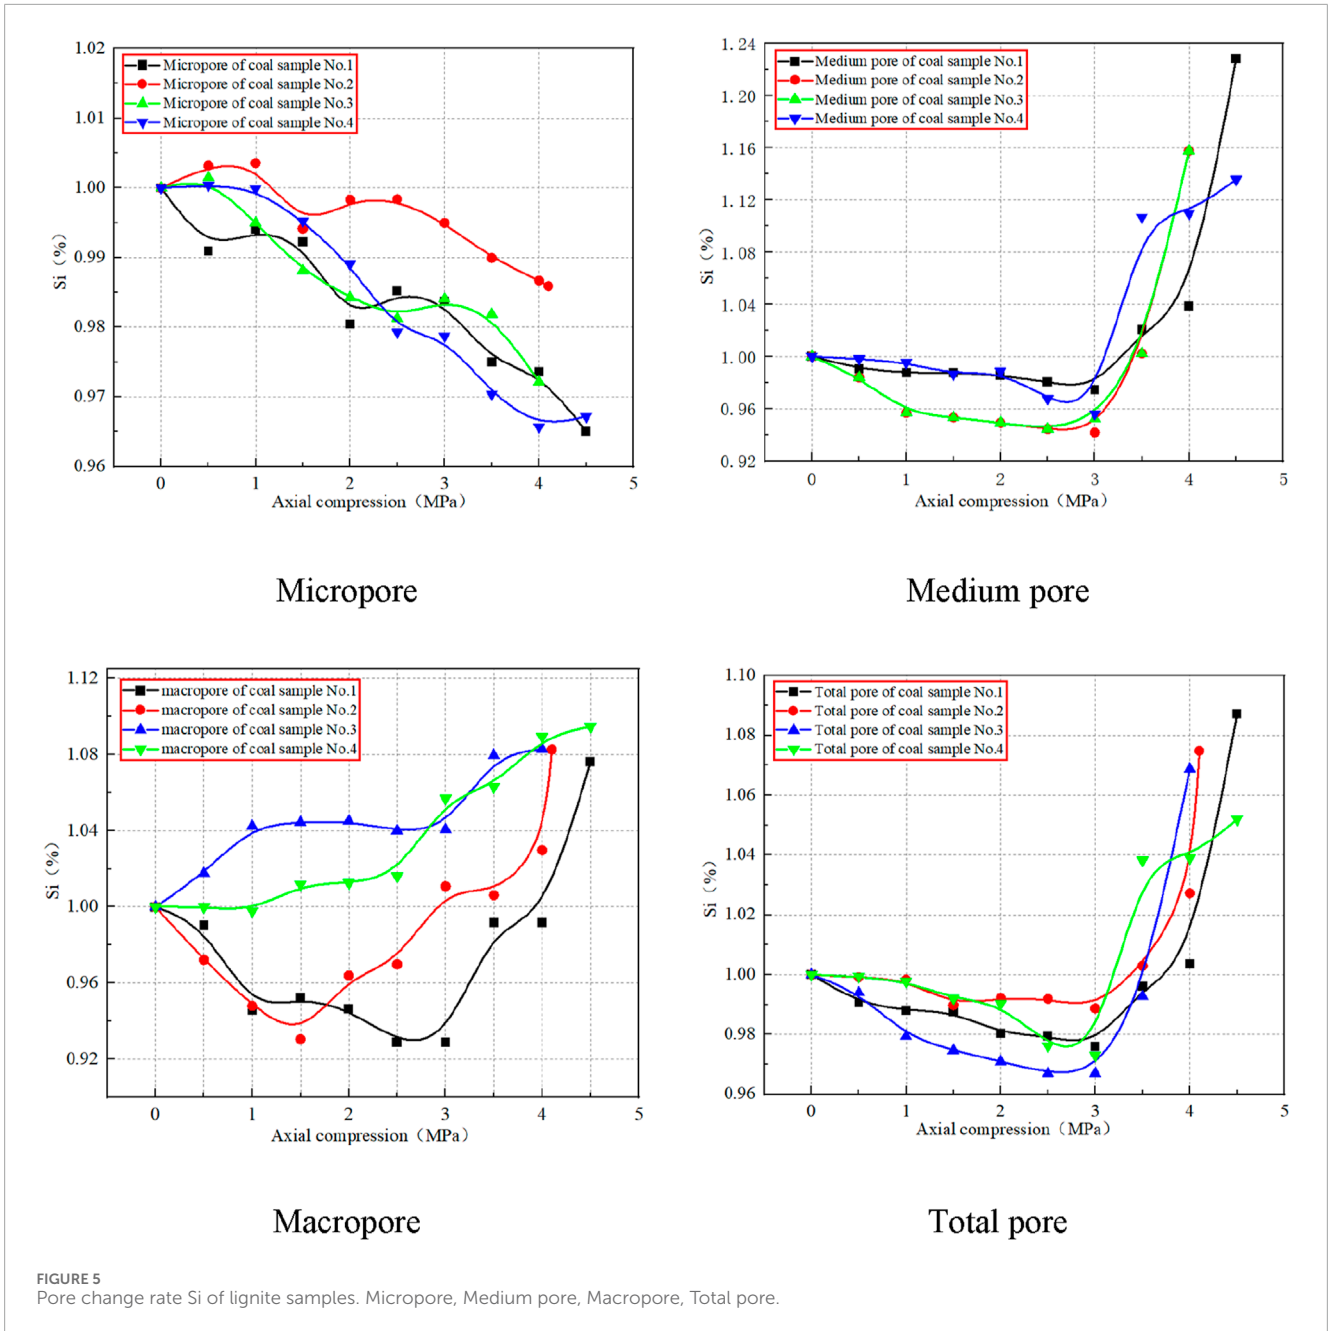 1.02
1.01
1.00
0.99
0.98
0.97
0.96
Si（%）
Micropore of coal sample No.1
Micropore of coal sample No.2
Micropore of coal sample No.3
Micropore of coal sample No.4
0 1 2 3 4 5
Axial compression（MPa）
Micropore
1.24
1.20
1.16
1.12
1.08
1.04
1.00
0.96
0.92
Si（%）
Medium pore of coal sample No.1
Medium pore of coal sample No.2
Medium pore of coal sample No.3
Medium pore of coal sample No.4
0 1 2 3 4 5
Axial compression（MPa）
Medium pore
1.12
1.08
1.04
1.00
0.96
0.92
Si（%）
macropore of coal sample No.1
macropore of coal sample No.2
macropore of coal sample No.3
macropore of coal sample No.4
0 1 2 3 4 5
Axial compression（MPa）
Macropore
1.10
1.08
1.06
1.04
1.02
1.00
0.98
0.96
Si（%）
Total pore of coal sample No.1
Total pore of coal sample No.2
Total pore of coal sample No.3
Total pore of coal sample No.4
0 1 2 3 4 5
Axial compression（MPa）
Total pore
FIGURE 5
Pore change rate Si of lignite samples. Micropore, Medium pore, Macropore, Total pore.